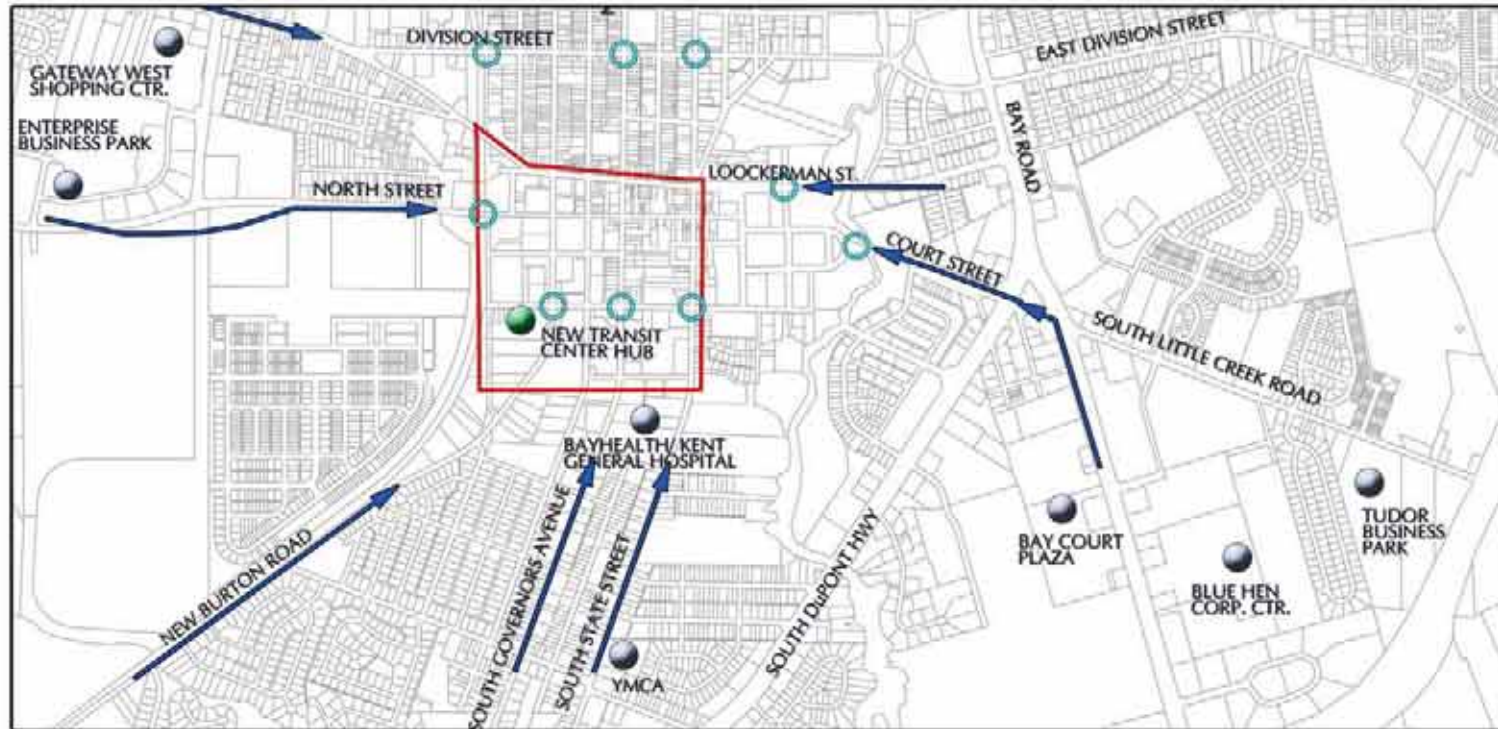 DIVISION STREET
EAST DIVISION STREET
GATEWAY WEST
SHOPPING CTR.
ENTERPRISE
BUSINESS PARK
NORTH STREET
LOOCKERMAN ST.
BAY ROAD
COURT STREET
SOUTH LITTLE CREEK ROAD
NEW TRANSIT
CENTER HUB
BAYHEALTH/ KENT
GENERAL HOSPITAL
NEW BURTON ROAD
SOUTH GOVERNORS AVENUE
SOUTH STATE STREET
YMCA
SOUTH DuPONT HWY
BAY COURT
PLAZA
BLUE HEN
CORP. CTR.
TUDOR
BUSINESS
PARK